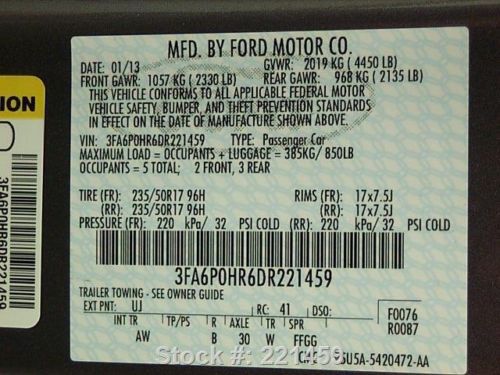 MFD. BY FORD MOTOR CO.
DATE: 01/13 GVWR: 2019 KG ( 4450 LB)
FRONT GAWR: 1057 KG ( 2330 LB) REAR GAWR: 968 KG ( 2135 LB)
THIS VEHICLE CONFORMS TO ALL APPLICABLE FEDERAL MOTOR
VEHICLE SAFETY, BUMPER, AND THEFT PREVENTION STANDARDS
IN EFFECT ON THE DATE OF MANUFACTURE SHOWN ABOVE.
VIN: 3FA6P0HR6DR221459 TYPE: Passenger Car
MAXIMUM LOAD = OCCUPANTS + LUGGAGE = 385KG/ 850LB
OCCUPANTS = 5 TOTAL; 2 FRONT, 3 REAR
TIRE (FR): 235/50R17 96H RIMS (FR): 17x7.5J
(RR): 235/50R17 96H (RR): 17x7.5J
PRESSURE (FR): 220 kPa/ 32 PSI COLD (RR): 220 kPa/ 32 PSI COLD
3FA6P0HR6DR221459
TRAILER TOWING - SEE OWNER GUIDE
EXT PNT: UJ RC: 41 DSO: F0076
R0087
INT TR TP/PS R AXLE TR SPR
AW B 30 W FFGG
5U5A-5420472-AA
Stock #: 221459
ION
3FA6P0HR6DR221459